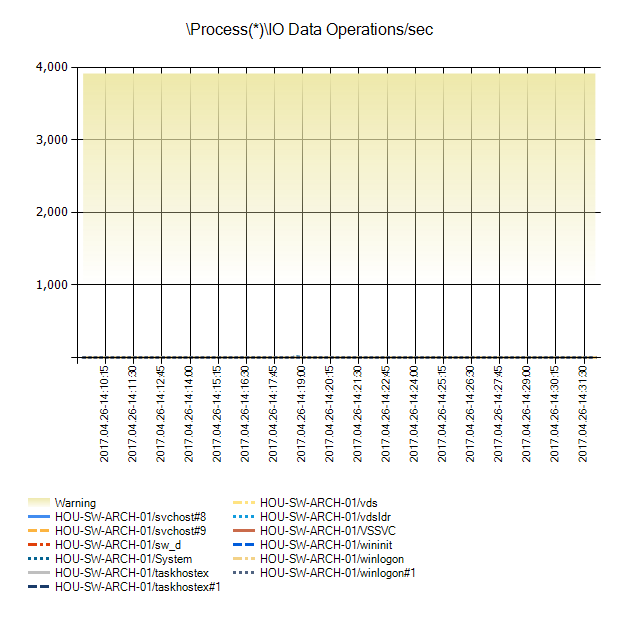 \Process(*)\IO Data Operations/sec
4,000
3,000
2,000
1,000
2017.04.26-14:10:15
2017.04.26-14:11:30
2017.04.26-14:12:45
2017.04.26-14:14:00
2017.04.26-14:15:15
2017.04.26-14:16:30
2017.04.26-14:17:45
2017.04.26-14:19:00
2017.04.26-14:20:15
2017.04.26-14:21:30
2017.04.26-14:22:45
2017.04.26-14:24:00
2017.04.26-14:25:15
2017.04.26-14:26:30
2017.04.26-14:27:45
2017.04.26-14:29:00
2017.04.26-14:30:15
2017.04.26-14:31:30
Warning
HOU-SW-ARCH-01/svchost#8
HOU-SW-ARCH-01/svchost#9
HOU-SW-ARCH-01/sw_d
HOU-SW-ARCH-01/System
HOU-SW-ARCH-01/taskhostex
HOU-SW-ARCH-01/taskhostex#1
HOU-SW-ARCH-01/vds
HOU-SW-ARCH-01/vdsldr
HOU-SW-ARCH-01/VSSVC
HOU-SW-ARCH-01/wininit
HOU-SW-ARCH-01/winlogon
HOU-SW-ARCH-01/winlogon#1